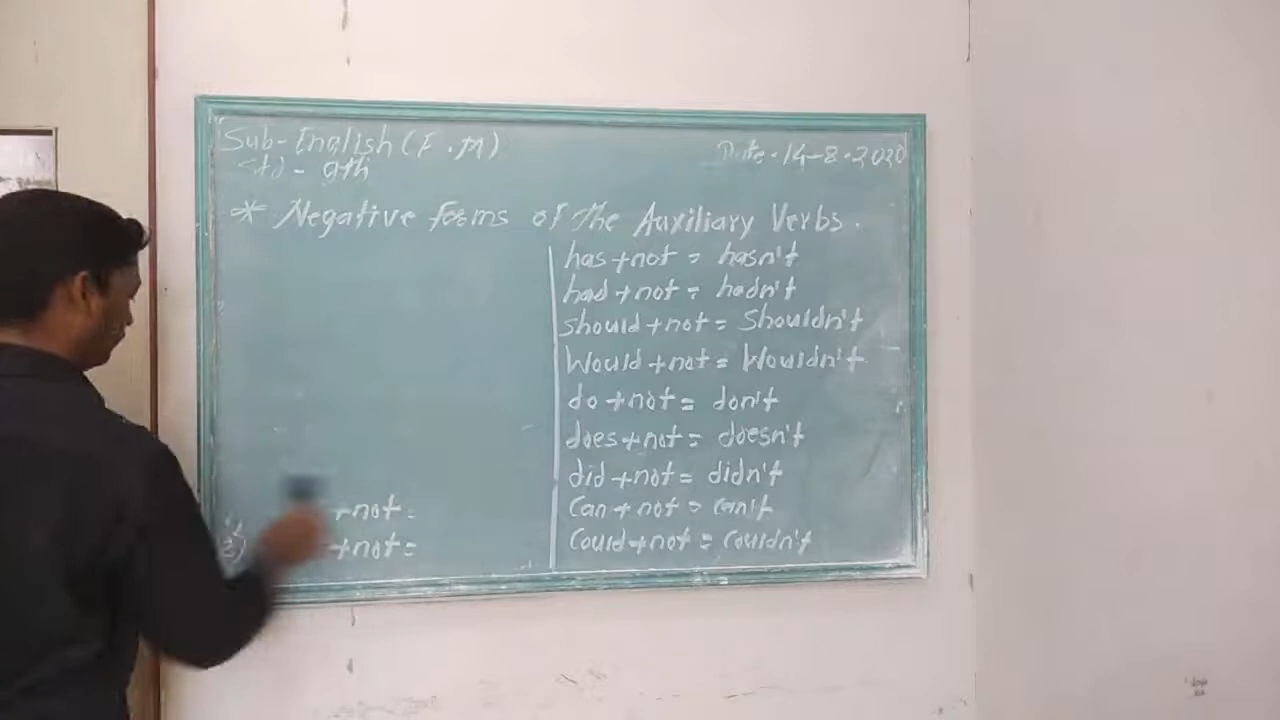 Sub-English (F.M)
Date-14-8-2020
Std - 9th
* Negative forms of the Auxiliary Verbs.
has+not = hasn't
had+not = hadn't
should+not = Shouldn't
Would+not = Wouldn't
do+not = don't
does+not = doesn't
did+not = didn't
Can+not = can't
Could+not = Couldn't
+not =
+not =